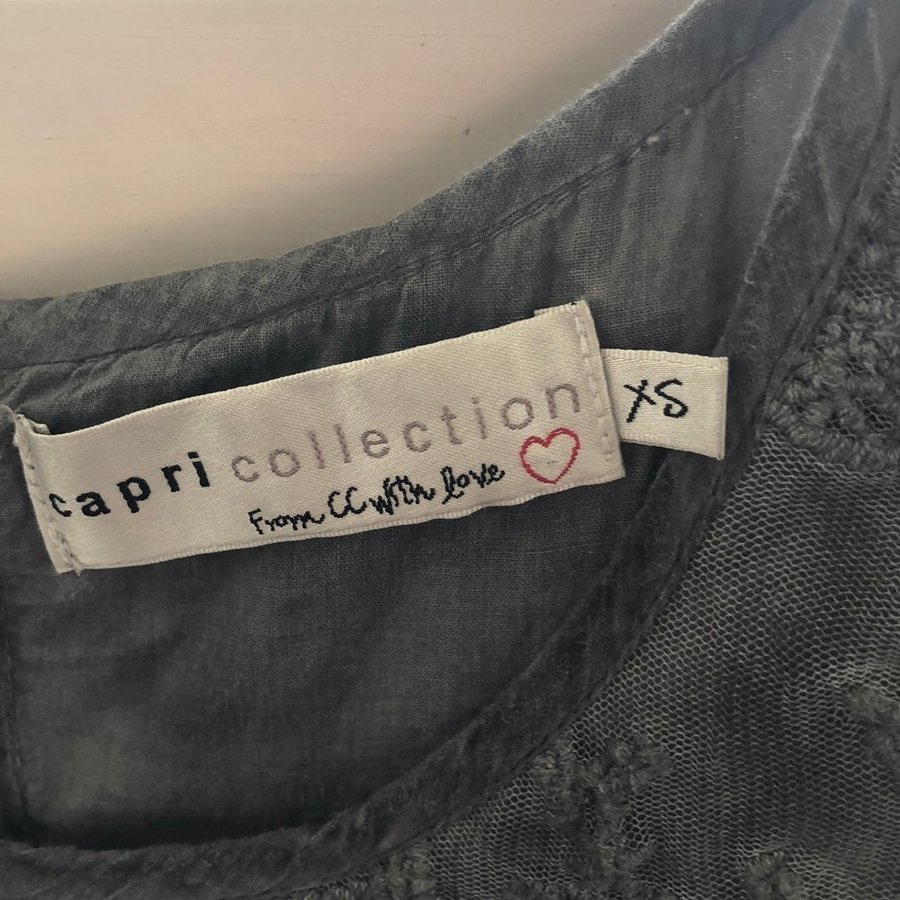 capri collection
From CC with love
XS